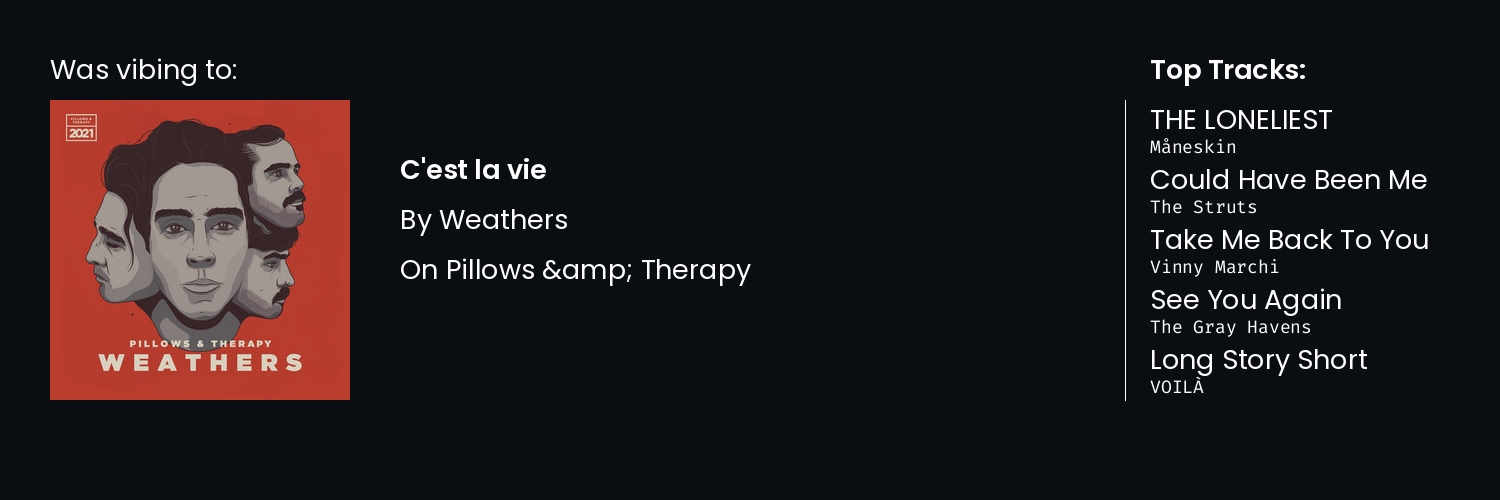 Was vibing to:
PILLOWS &
THERAPY
2021
PILLOWS & THERAPY
WEATHERS
C'est la vie
By Weathers
On Pillows &amp; Therapy
Top Tracks:
THE LONELIEST
Måneskin
Could Have Been Me
The Struts
Take Me Back To You
Vinny Marchi
See You Again
The Gray Havens
Long Story Short
VOILÀ